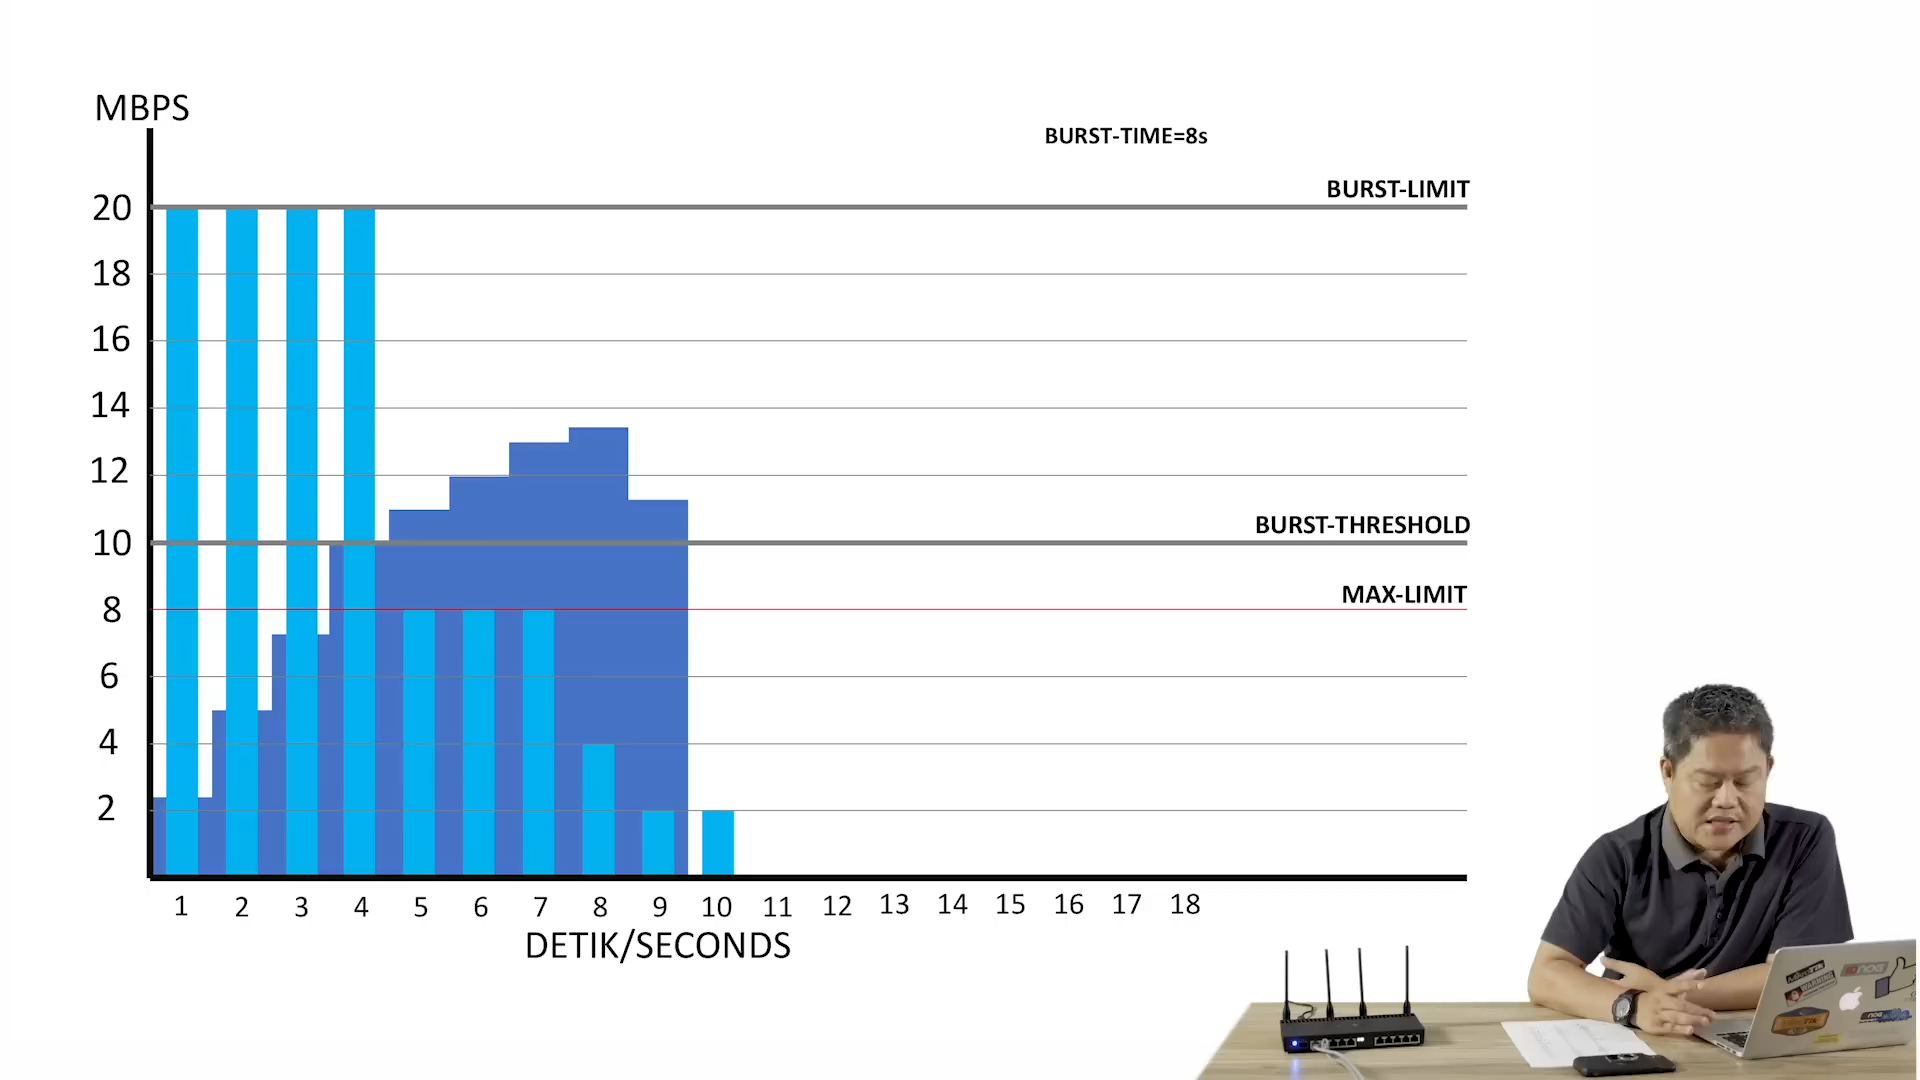 MBPS
BURST-TIME=8s
BURST-LIMIT
20
18
16
14
12
BURST-THRESHOLD
10
MAX-LIMIT
8
6
4
2
1 2 3 4 5 6 7 8 9 10 11 12 13 14 15 16 17 18
DETIK/SECONDS
WARNING